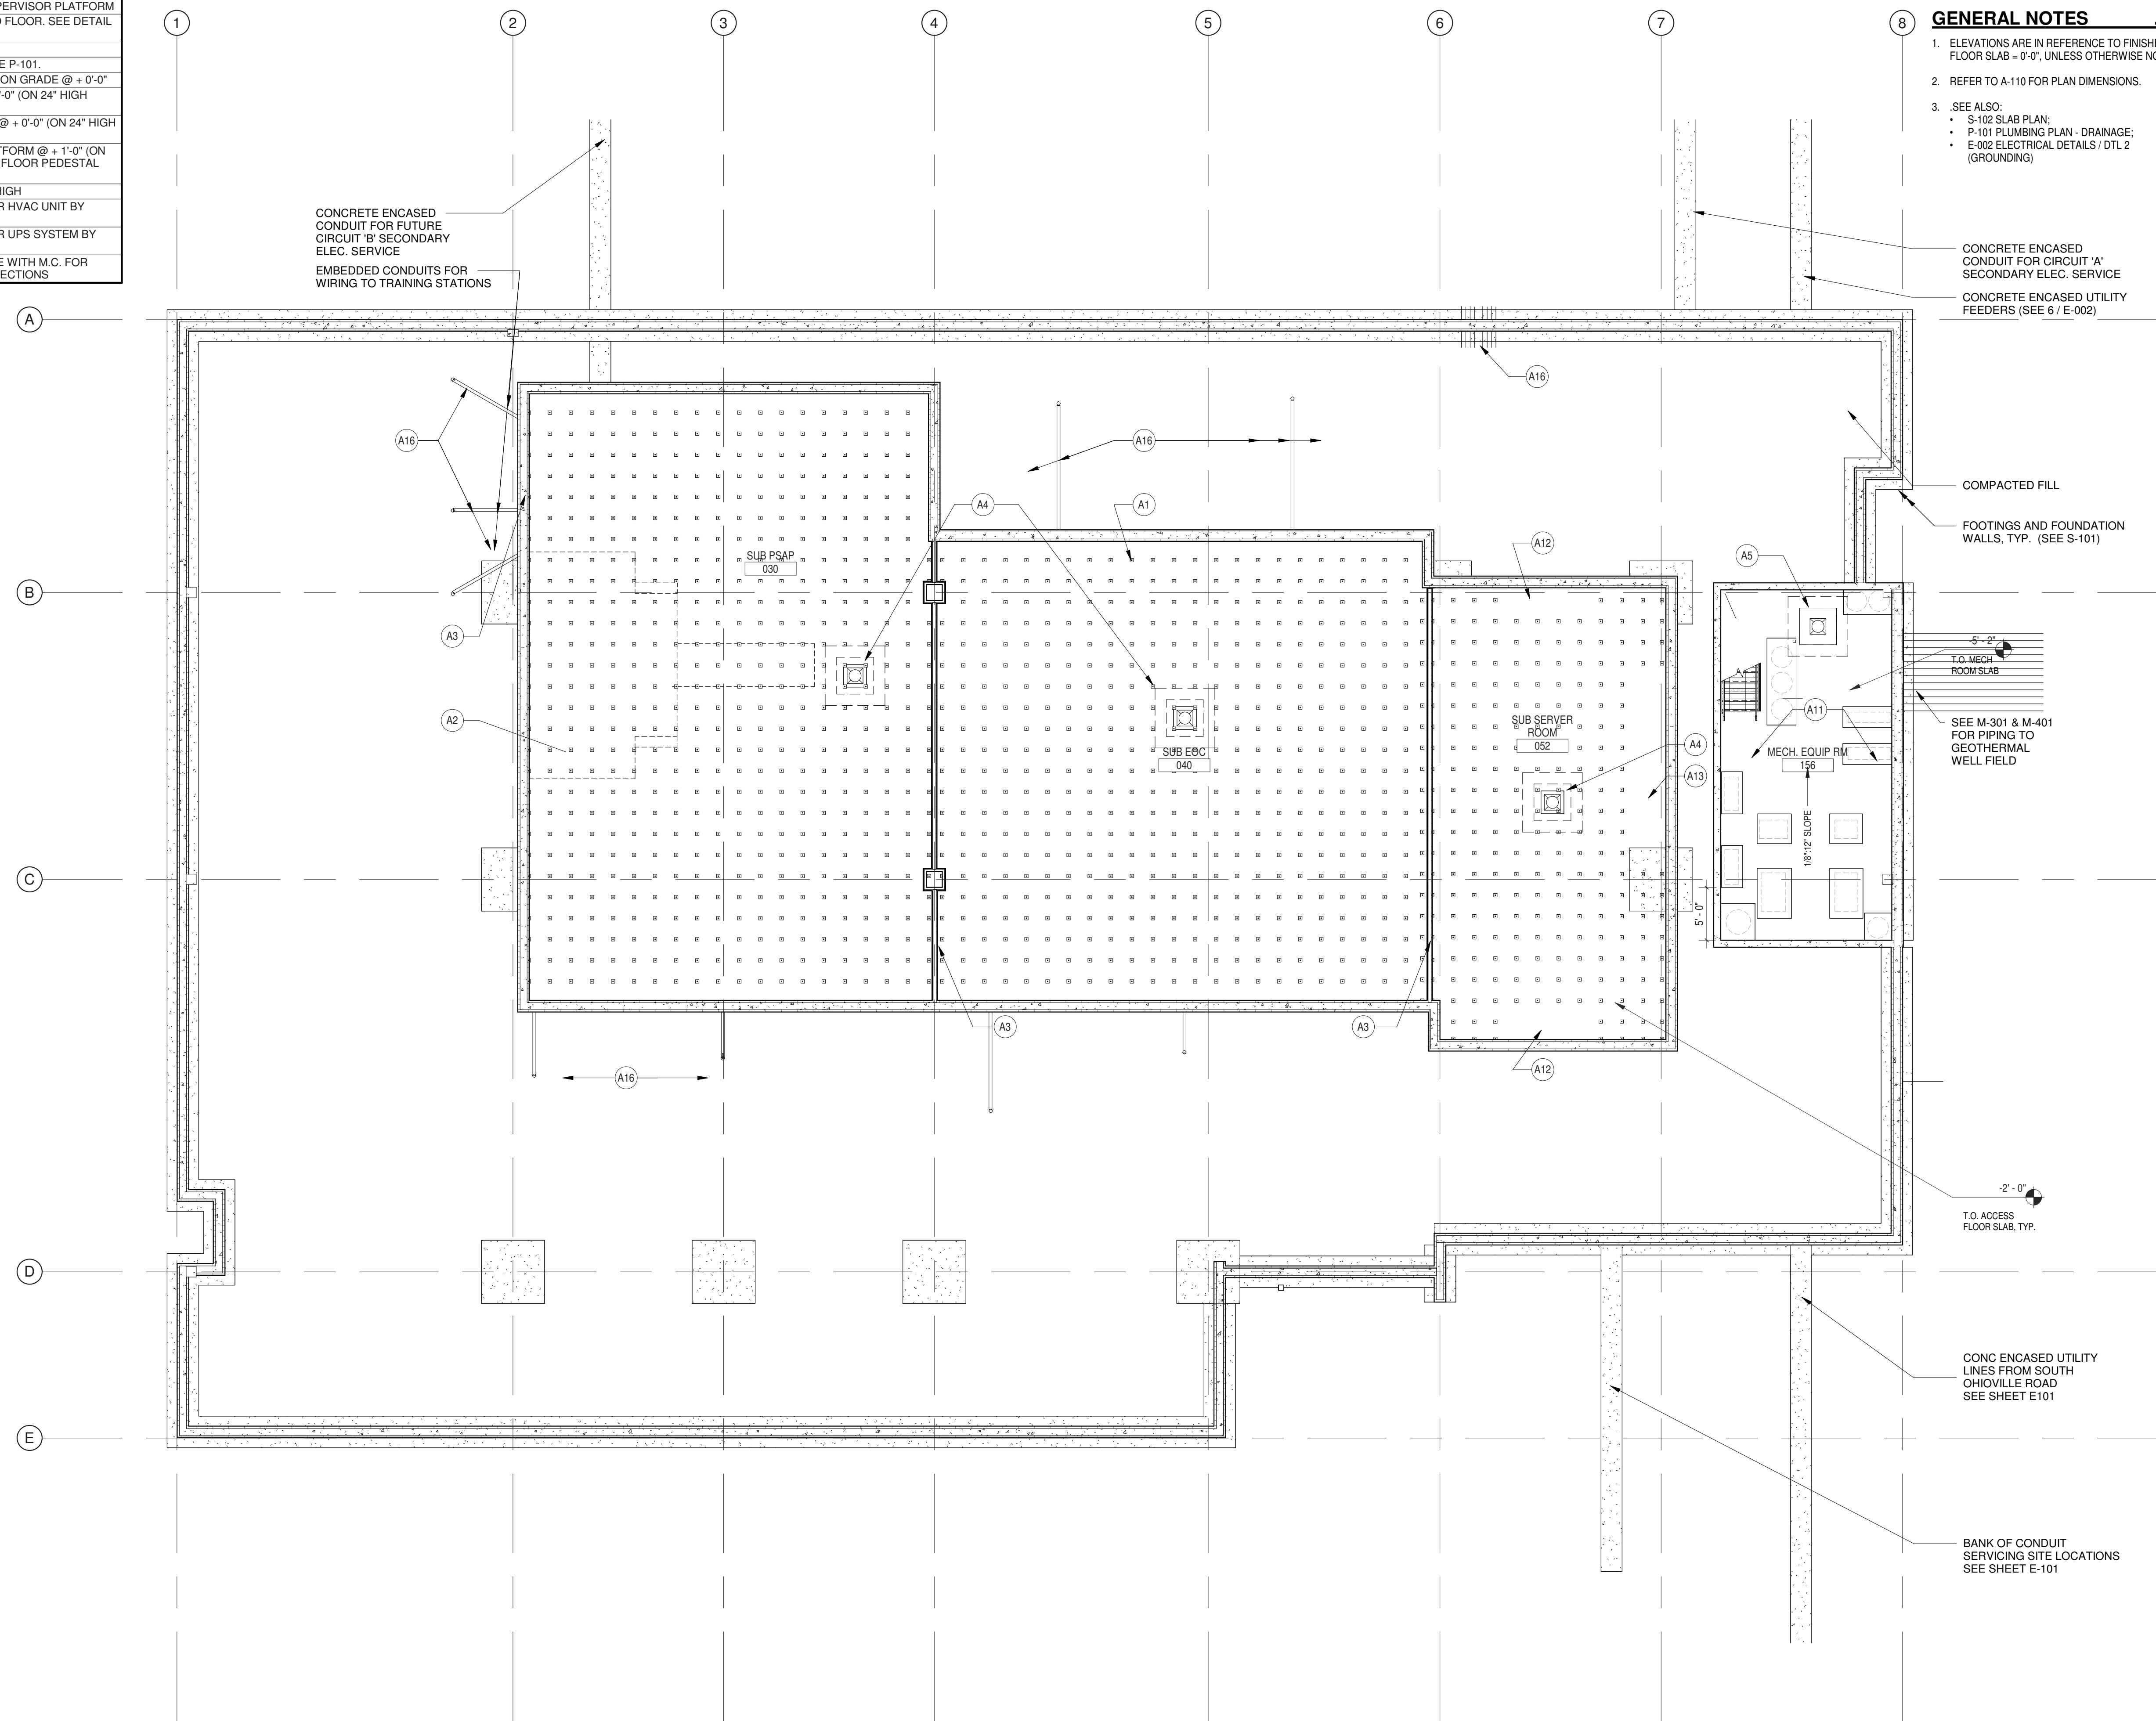 PERVISOR PLATFORM
FLOOR. SEE DETAIL
E P-101.
ON GRADE @ + 0'-0"
'-0" (ON 24" HIGH
@ + 0'-0" (ON 24" HIGH
TFORM @ + 1'-0" (ON
FLOOR PEDESTAL
HIGH
R HVAC UNIT BY
R UPS SYSTEM BY
E WITH M.C. FOR
ECTIONS
1
2
3
4
5
6
7
8
GENERAL NOTES
1. ELEVATIONS ARE IN REFERENCE TO FINISH
FLOOR SLAB = 0'-0", UNLESS OTHERWISE NO
2. REFER TO A-110 FOR PLAN DIMENSIONS.
3. .SEE ALSO:
• S-102 SLAB PLAN;
• P-101 PLUMBING PLAN - DRAINAGE;
• E-002 ELECTRICAL DETAILS / DTL 2
(GROUNDING)
CONCRETE ENCASED
CONDUIT FOR FUTURE
CIRCUIT 'B' SECONDARY
ELEC. SERVICE
EMBEDDED CONDUITS FOR
WIRING TO TRAINING STATIONS
CONCRETE ENCASED
CONDUIT FOR CIRCUIT 'A'
SECONDARY ELEC. SERVICE
CONCRETE ENCASED UTILITY
FEEDERS (SEE 6 / E-002)
A
A16
A16
A16
COMPACTED FILL
A4
A1
FOOTINGS AND FOUNDATION
WALLS, TYP. (SEE S-101)
A12
A5
SUB PSAP
030
B
A3
-5' - 2"
T.O. MECH
ROOM SLAB
A2
A11
SUB SERVER
ROOM
052
SEE M-301 & M-401
FOR PIPING TO
GEOTHERMAL
WELL FIELD
A4
SUB EOC
040
MECH. EQUIP RM
156
A13
1/8":12" SLOPE
C
5' - 0"
A3
A3
A12
A16
-2' - 0"
T.O. ACCESS
FLOOR SLAB, TYP.
D
CONC ENCASED UTILITY
LINES FROM SOUTH
OHIOVILLE ROAD
SEE SHEET E101
E
BANK OF CONDUIT
SERVICING SITE LOCATIONS
SEE SHEET E-101